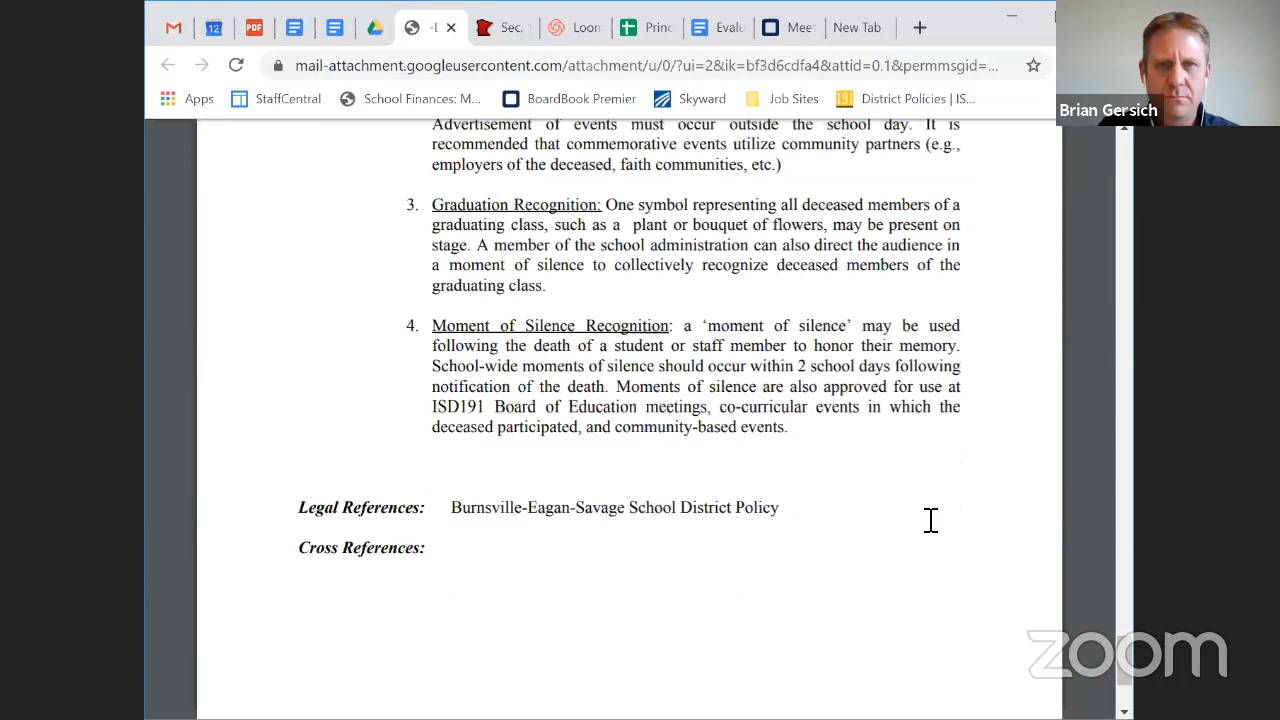 12
PDF
-D
Sec.
Loon
Princ
Evalu
Meet
New Tab
mail-attachment.googleusercontent.com/attachment/u/0/?ui=2&ik=bf3d6cdfa4&attid=0.1&permmsgid=...
Apps
StaffCentral
School Finances: M...
BoardBook Premier
Skyward
Job Sites
191
District Policies | IS...
Brian Gersich
Advertisement of events must occur outside the school day. It is
recommended that commemorative events utilize community partners (e.g.,
employers of the deceased, faith communities, etc.)
3. Graduation Recognition: One symbol representing all deceased members of a
graduating class, such as a plant or bouquet of flowers, may be present on
stage. A member of the school administration can also direct the audience in
a moment of silence to collectively recognize deceased members of the
graduating class.
4. Moment of Silence Recognition: a ‘moment of silence’ may be used
following the death of a student or staff member to honor their memory.
School-wide moments of silence should occur within 2 school days following
notification of the death. Moments of silence are also approved for use at
ISD191 Board of Education meetings, co-curricular events in which the
deceased participated, and community-based events.
Legal References: Burnsville-Eagan-Savage School District Policy
Cross References:
zoom